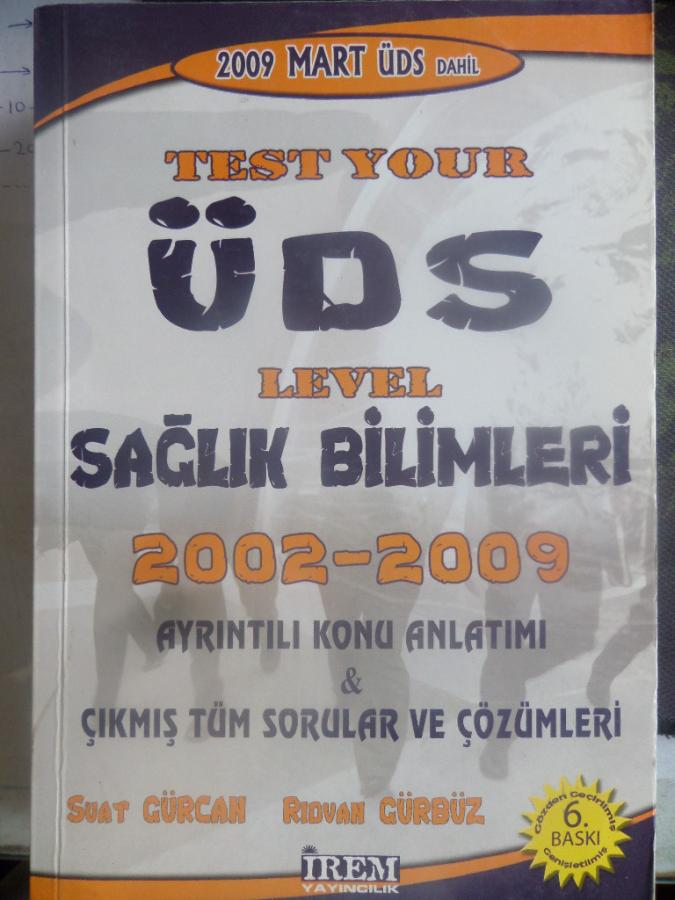 2009 MART ÜDS DAHİL
TEST YOUR
ÜDS
LEVEL
SAĞLIK BİLİMLERİ
2002-2009
AYRINTILI KONU ANLATIMI
&
ÇIKMIŞ TÜM SORULAR VE ÇÖZÜMLERİ
SUAT GÜRCAN RIDVAN GÜRBÜZ
Gözden Geçirilmiş
6.
BASKI
Genişletilmiş
İREM
YAYINCILIK
10